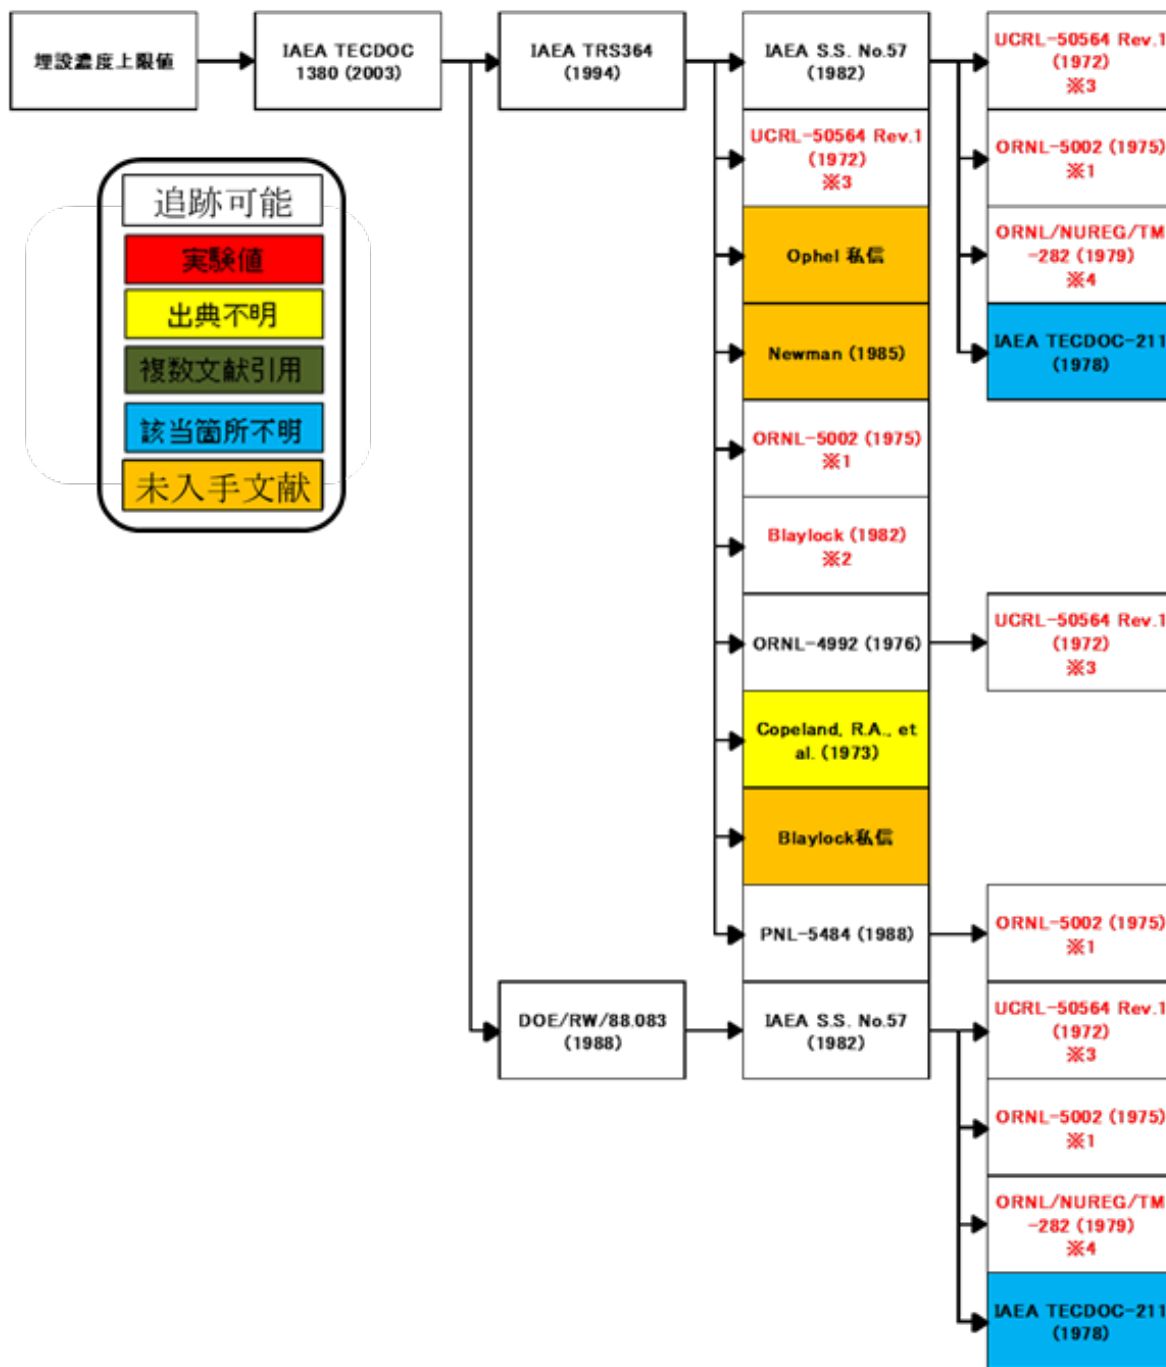 埋設濃度上限値
IAEA TECDOC
1380 (2003)
IAEA TRS364
(1994)
IAEA S.S. No.57
(1982)
UCRL-50564 Rev.1
(1972)
※3
UCRL-50564 Rev.1
(1972)
※3
ORNL-5002 (1975)
※1
追跡可能
実験値
出典不明
複数文献引用
該当箇所不明
未入手文献
Ophel 私信
ORNL/NUREG/TM
-282 (1979)
※4
Newman (1985)
IAEA TECDOC-211
(1978)
ORNL-5002 (1975)
※1
Blaylock (1982)
※2
ORNL-4992 (1976)
UCRL-50564 Rev.1
(1972)
※3
Copeland, R.A., et
al. (1973)
Blaylock私信
PNL-5484 (1988)
ORNL-5002 (1975)
※1
DOE/RW/88.083
(1988)
IAEA S.S. No.57
(1982)
UCRL-50564 Rev.1
(1972)
※3
ORNL-5002 (1975)
※1
ORNL/NUREG/TM
-282 (1979)
※4
IAEA TECDOC-211
(1978)